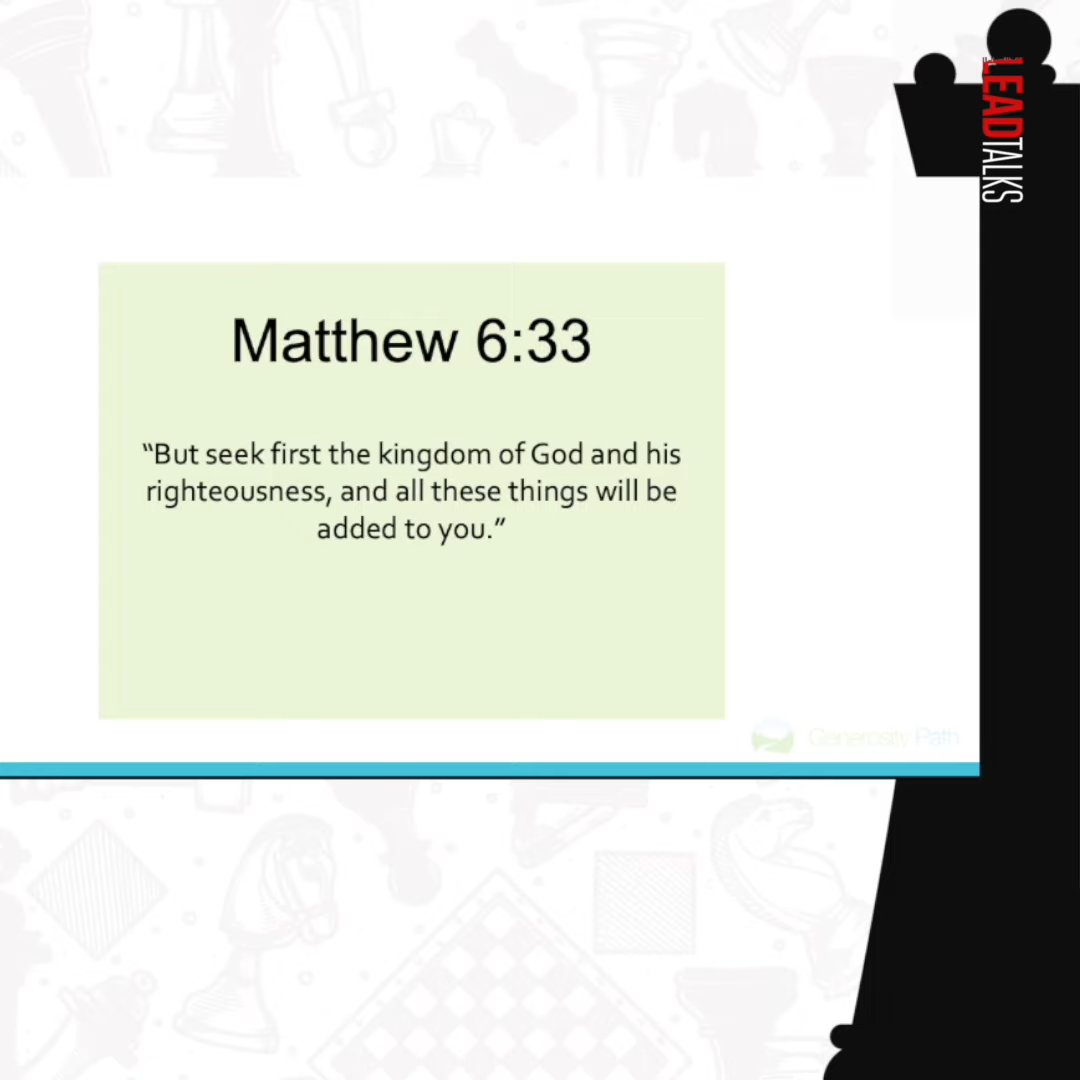 LEADTALKS
Matthew 6:33
“But seek first the kingdom of God and his
righteousness, and all these things will be
added to you.”
Generosity Path